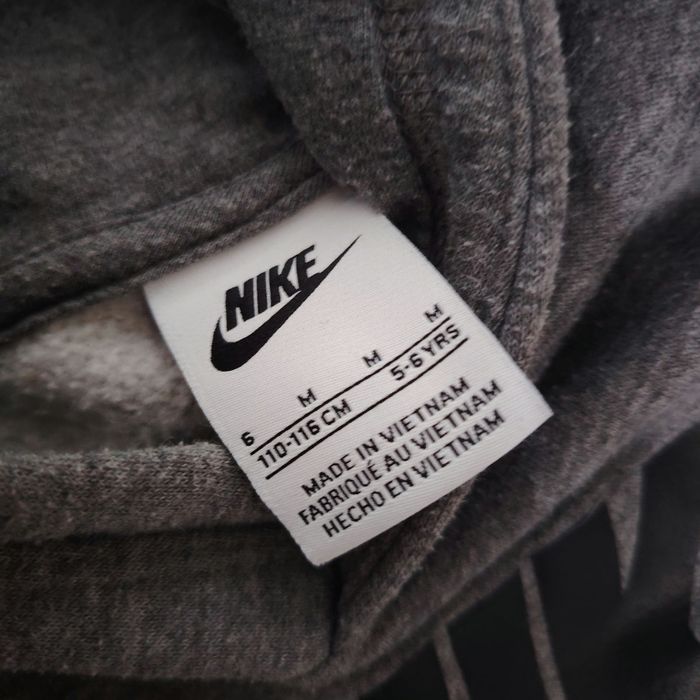 NIKE
6 M M M
110-116 CM 5-6 YRS
MADE IN VIETNAM
FABRIQUÉ AU VIETNAM
HECHO EN VIETNAM